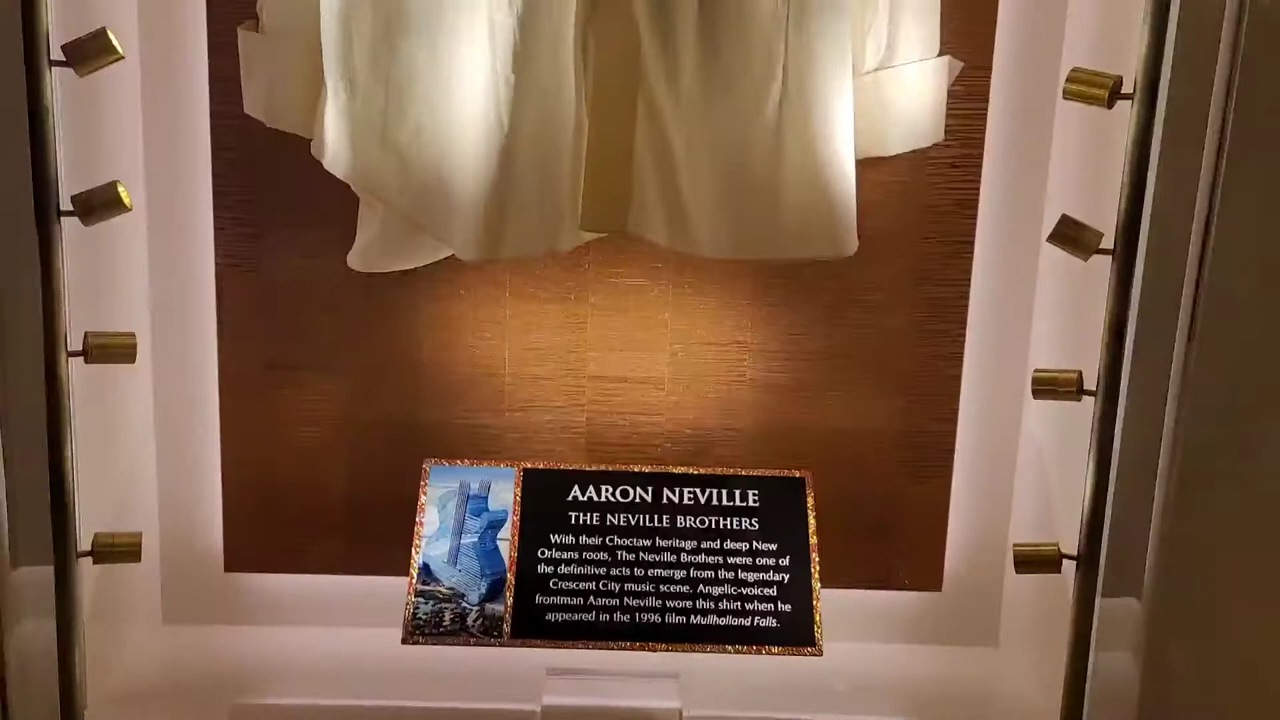 AARON NEVILLE
THE NEVILLE BROTHERS
With their Choctaw heritage and deep New
Orleans roots, The Neville Brothers were one of
the definitive acts to emerge from the legendary
Crescent City music scene. Angelic-voiced
frontman Aaron Neville wore this shirt when he
appeared in the 1996 film Mullholland Falls.